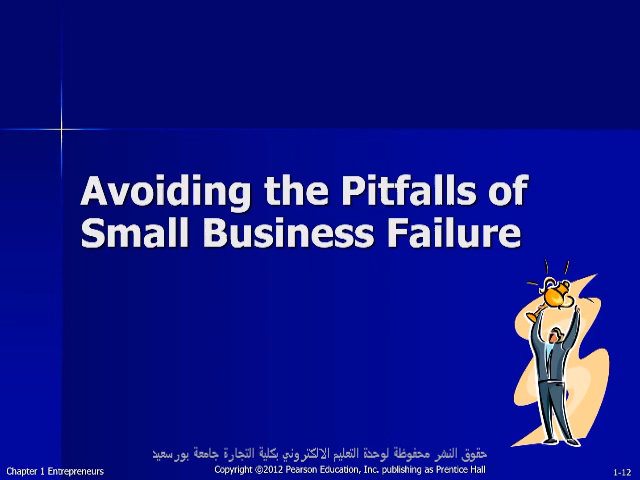 Avoiding the Pitfalls of
Small Business Failure
حقوق النشر محفوظة لوحدة التعليم الالكتروني بكلية التجارة جامعة بورسعيد
Chapter 1 Entrepreneurs
Copyright ©2012 Pearson Education, Inc. publishing as Prentice Hall
1-12